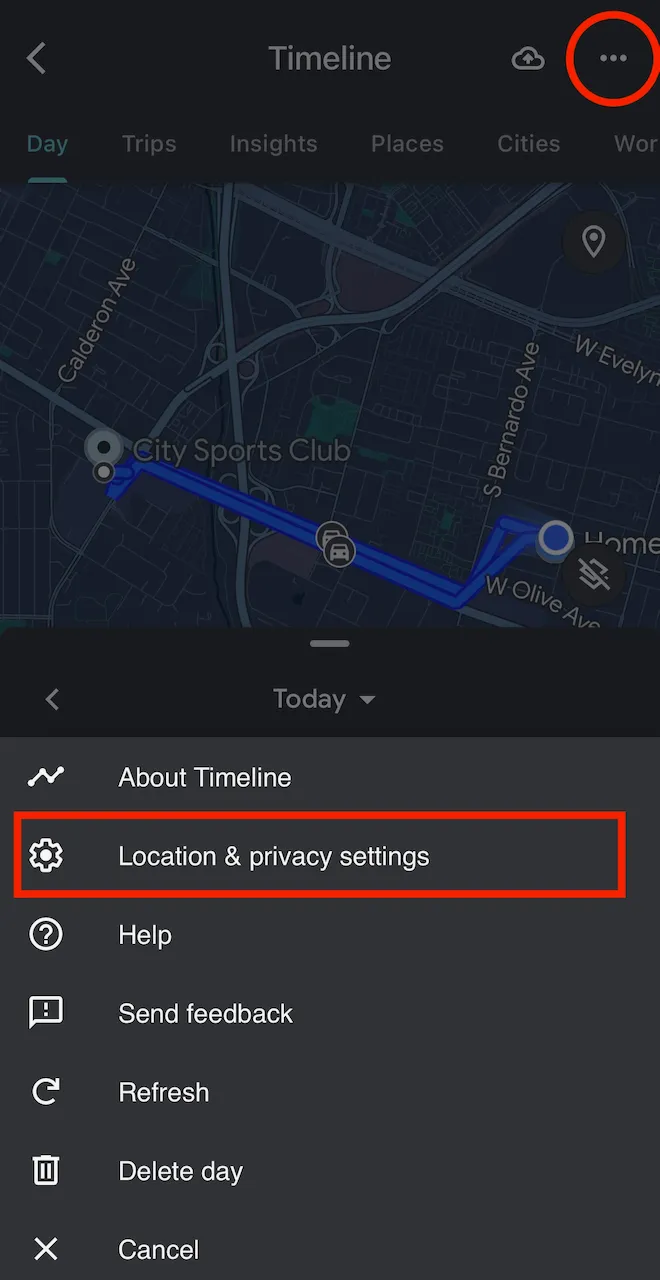 Timeline
Day Trips Insights Places Cities Wor
Calderon Ave
W Evelyn
S Bernardo Ave
City Sports Club
Home
W Olive Ave
Today
About Timeline
Location & privacy settings
Help
Send feedback
Refresh
Delete day
Cancel